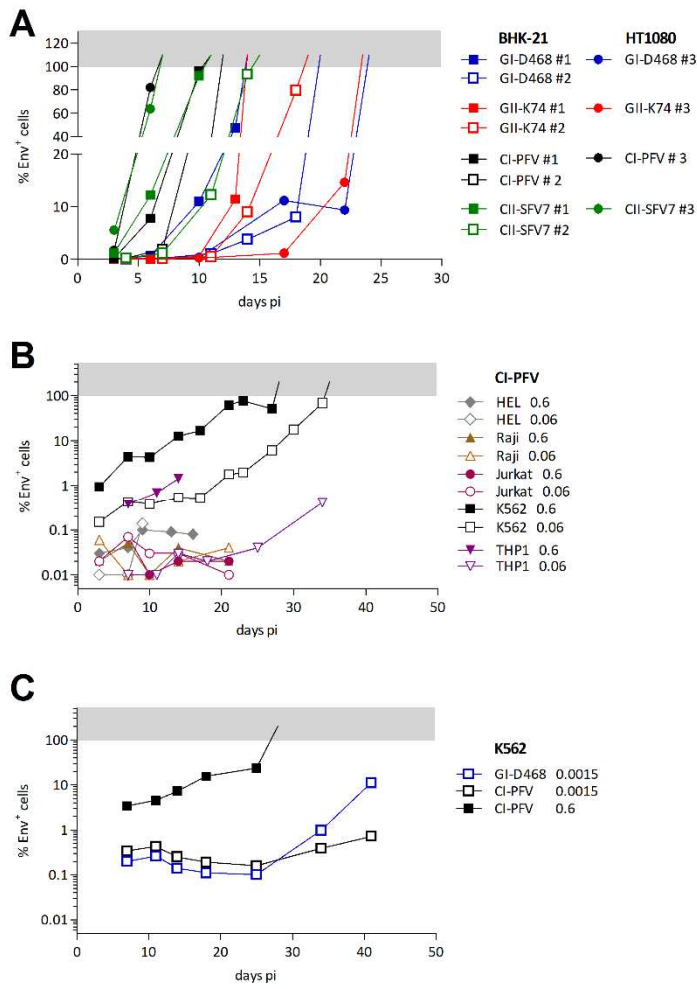 A
BHK-21 HT1080
GI-D468 #1 GI-D468 #3
GI-D468 #2
GII-K74 #1 GII-K74 #3
GII-K74 #2
CI-PFV #1 CI-PFV # 3
CI-PFV # 2
CII-SFV7 #1 CII-SFV7 #3
CII-SFV7 #2
% Env+ cells
120
100
80
60
40
20
10
0
0 5 10 15 20 25 30
days pi
B
CI-PFV
HEL 0.6
HEL 0.06
Raji 0.6
Raji 0.06
Jurkat 0.6
Jurkat 0.06
K562 0.6
K562 0.06
THP1 0.6
THP1 0.06
% Env+ cells
100
10
1
0.1
0.01
0 10 20 30 40 50
days pi
C
K562
GI-D468 0.0015
CI-PFV 0.0015
CI-PFV 0.6
% Env+ cells
100
10
1
0.1
0.01
0 10 20 30 40 50
days pi